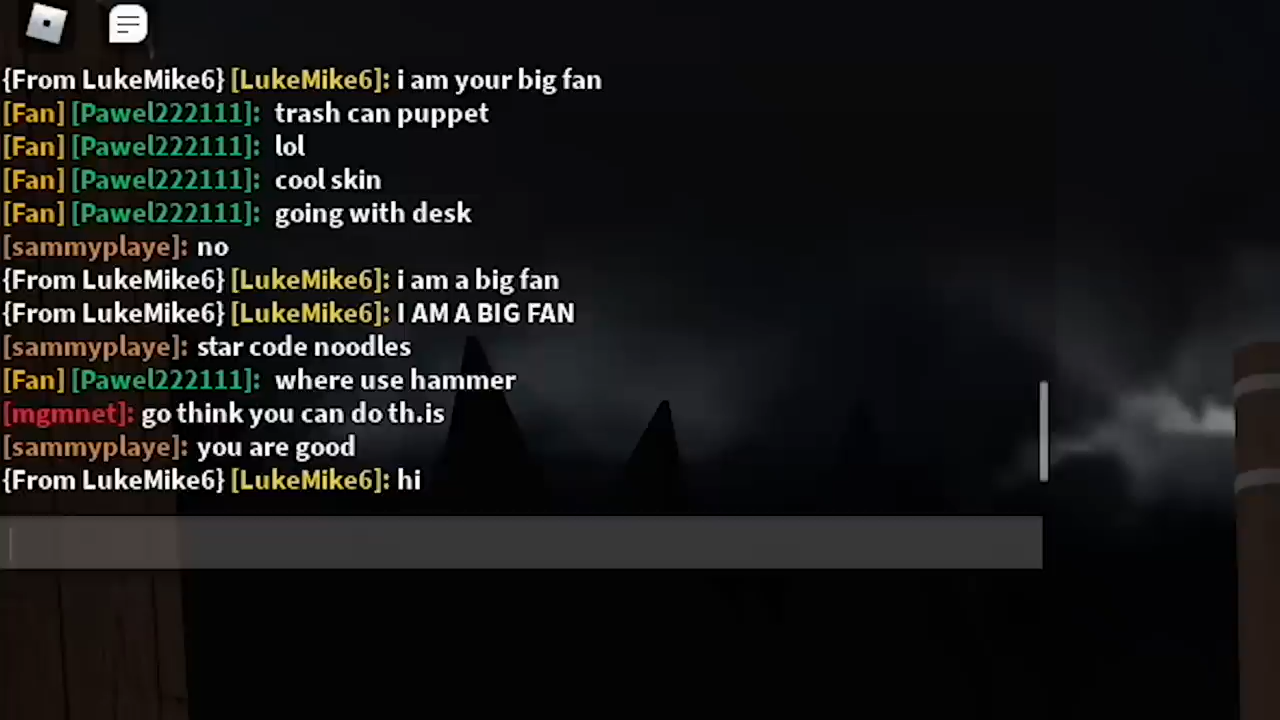 {From LukeMike6} [LukeMike6]: i am your big fan
[Fan] [Pawel222111]: trash can puppet
[Fan] [Pawel222111]: lol
[Fan] [Pawel222111]: cool skin
[Fan] [Pawel222111]: going with desk
[sammyplaye]: no
{From LukeMike6} [LukeMike6]: i am a big fan
{From LukeMike6} [LukeMike6]: I AM A BIG FAN
[sammyplaye]: star code noodles
[Fan] [Pawel222111]: where use hammer
[mgmnet]: go think you can do th.is
[sammyplaye]: you are good
{From LukeMike6} [LukeMike6]: hi